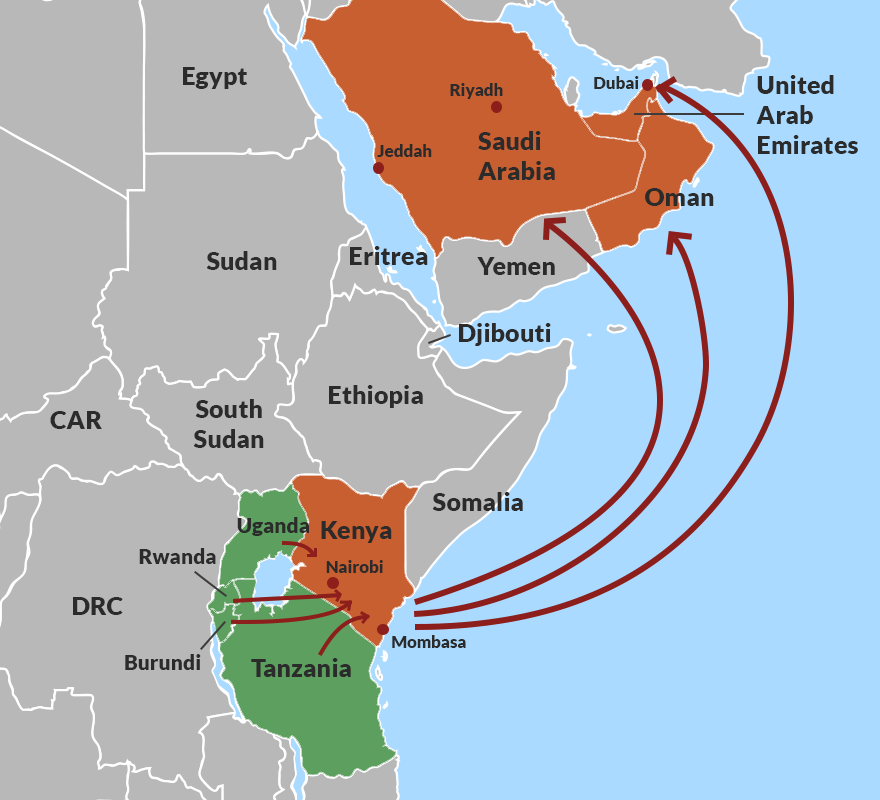 Egypt
Riyadh
Dubai
United
Arab
Emirates
Jeddah
Saudi
Arabia
Oman
Sudan
Eritrea
Yemen
Djibouti
CAR
South
Sudan
Ethiopia
Somalia
Uganda
Kenya
Rwanda
Nairobi
DRC
Mombasa
Burundi
Tanzania